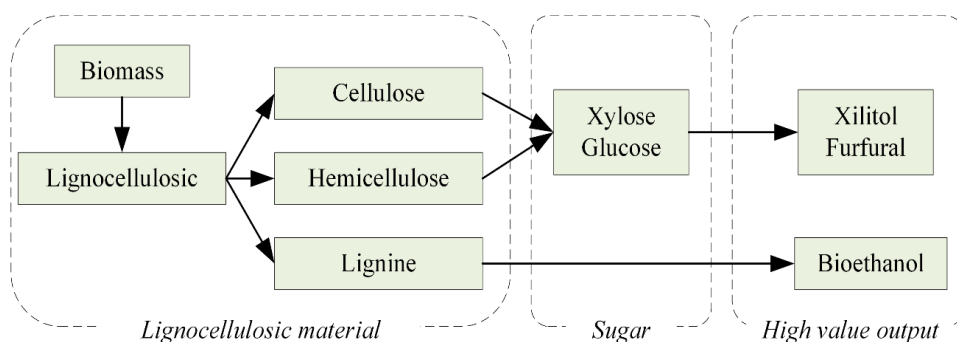 Biomass
Lignocellulosic
Cellulose
Hemicellulose
Lignine
Xylose
Glucose
Xilitol
Furfural
Bioethanol
Lignocellulosic material
Sugar
High value output